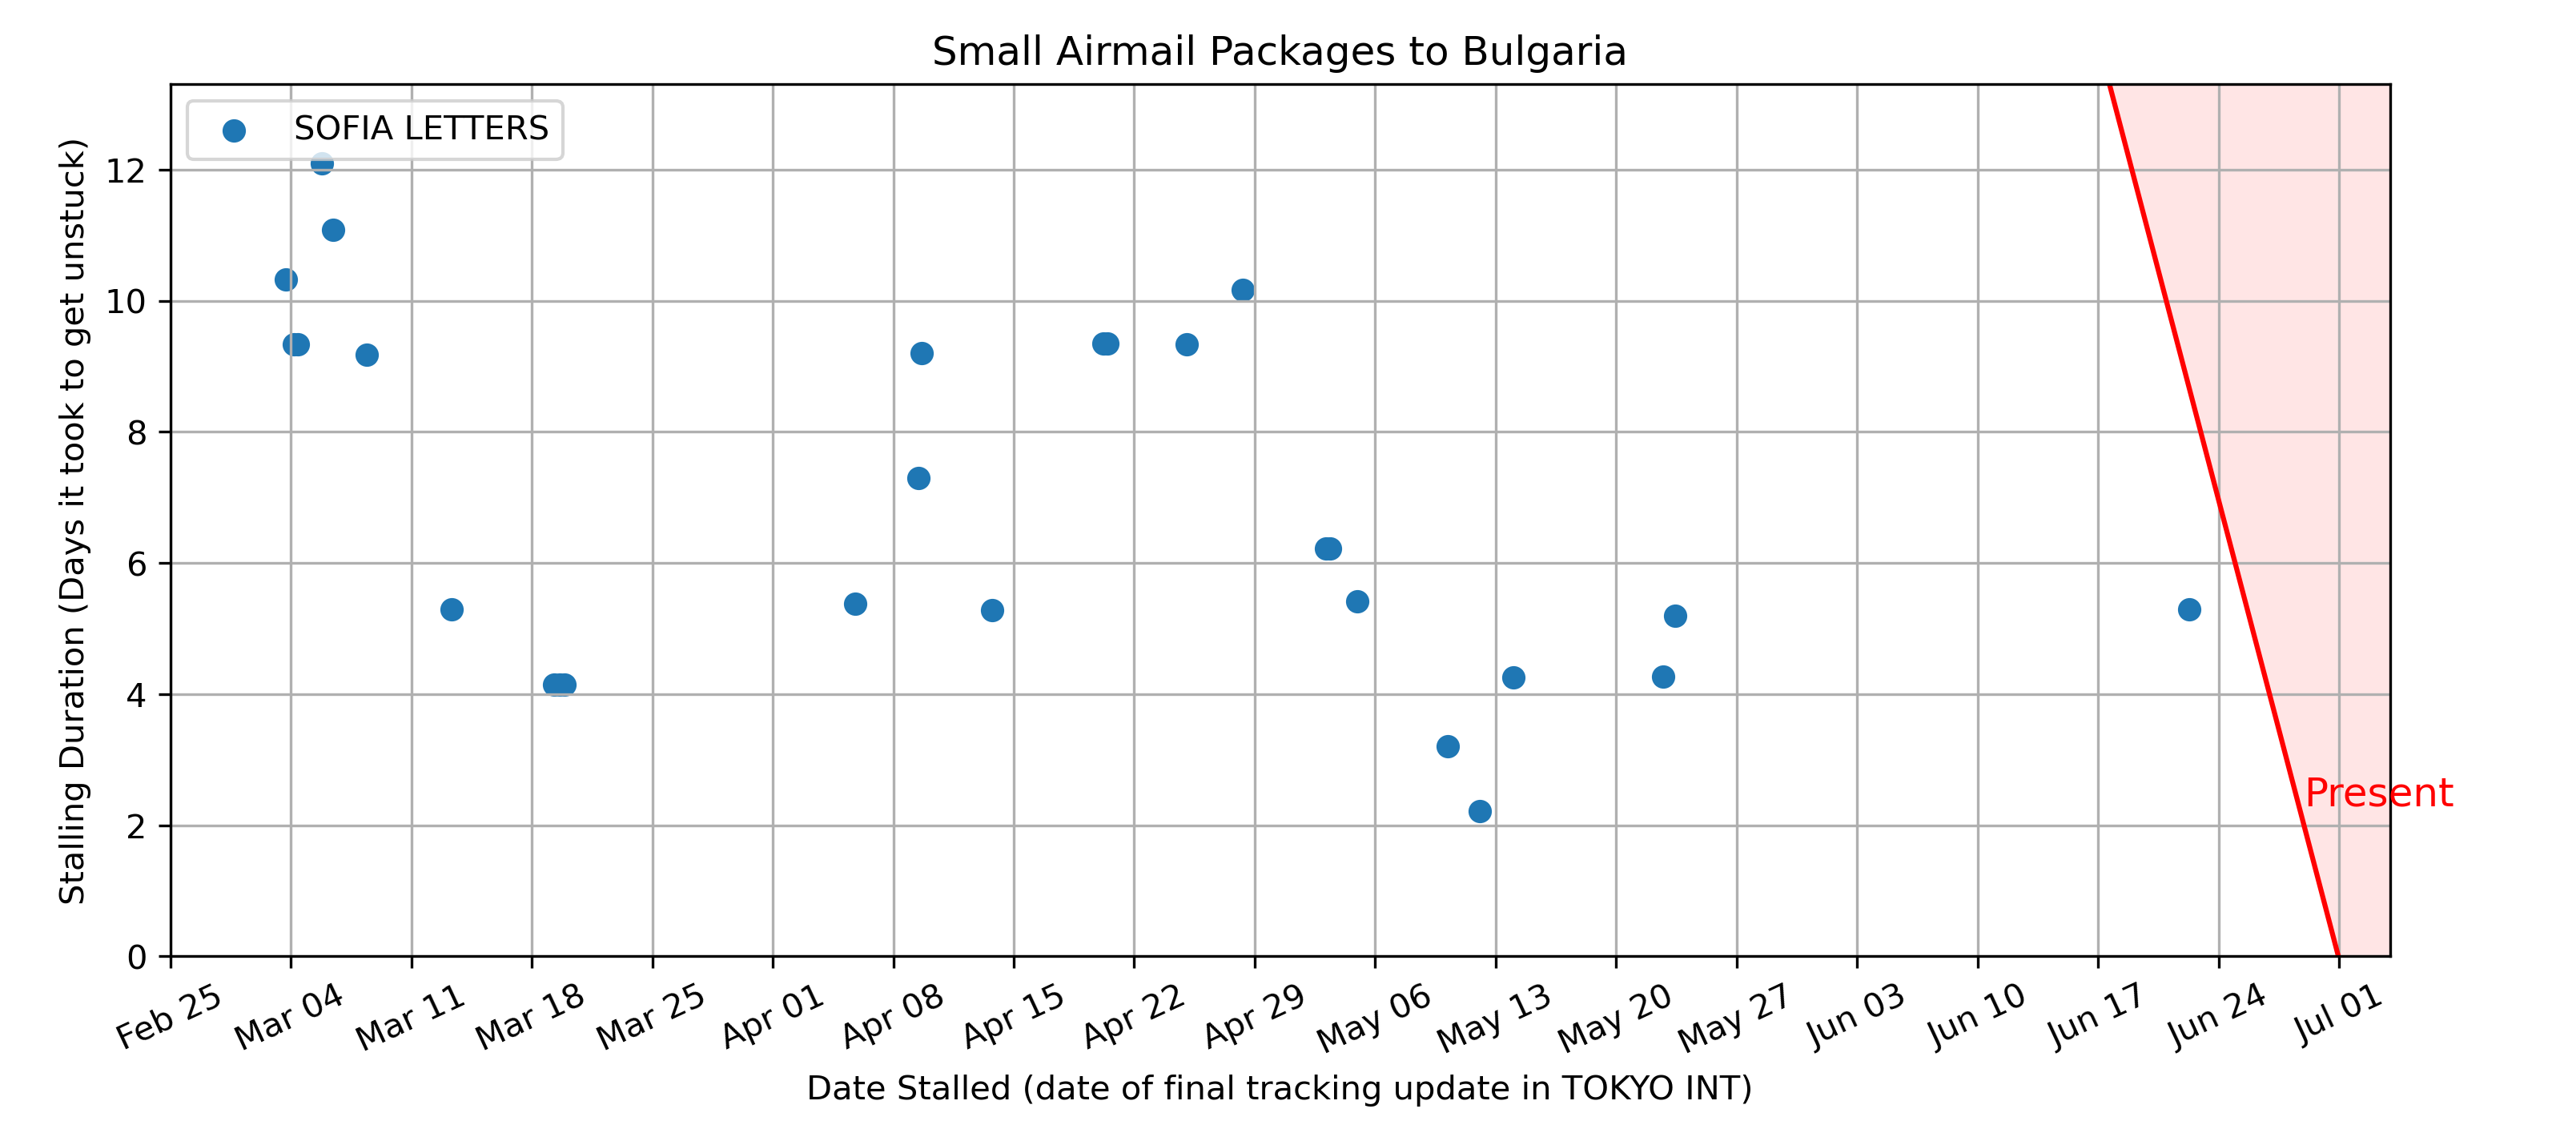 Small Airmail Packages to Bulgaria
SOFIA LETTERS
Stalling Duration (Days it took to get unstuck)
12
10
8
6
4
2
0
Present
Feb 25
Mar 04
Mar 11
Mar 18
Mar 25
Apr 01
Apr 08
Apr 15
Apr 22
Apr 29
May 06
May 13
May 20
May 27
Jun 03
Jun 10
Jun 17
Jun 24
Jul 01
Date Stalled (date of final tracking update in TOKYO INT)